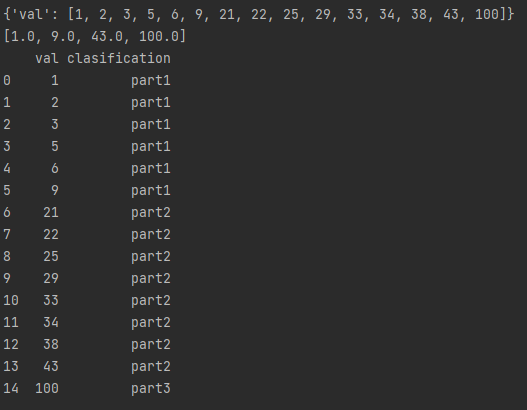 {'val': [1, 2, 3, 5, 6, 9, 21, 22, 25, 29, 33, 34, 38, 43, 100]}
[1.0, 9.0, 43.0, 100.0]
    val clasification
0     1         part1
1     2         part1
2     3         part1
3     5         part1
4     6         part1
5     9         part1
6    21         part2
7    22         part2
8    25         part2
9    29         part2
10   33         part2
11   34         part2
12   38         part2
13   43         part2
14  100         part3